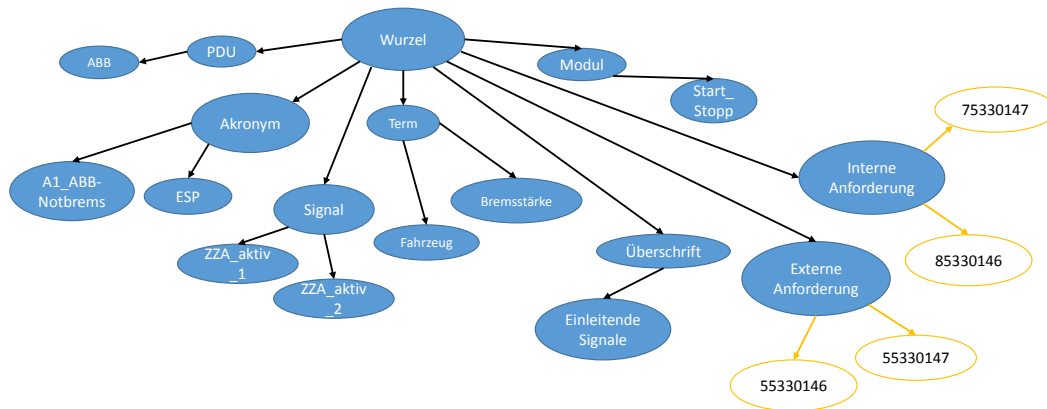 Wurzel
PDU
ABB
Modul
Start_
Stopp
75330147
Akronym
Term
Interne
Anforderung
A1_ABB-
Notbrems
ESP
Bremsstärke
Signal
Fahrzeug
Überschrift
85330146
ZZA_aktiv
_1
Externe
Anforderung
ZZA_aktiv
_2
Einleitende
Signale
55330147
55330146